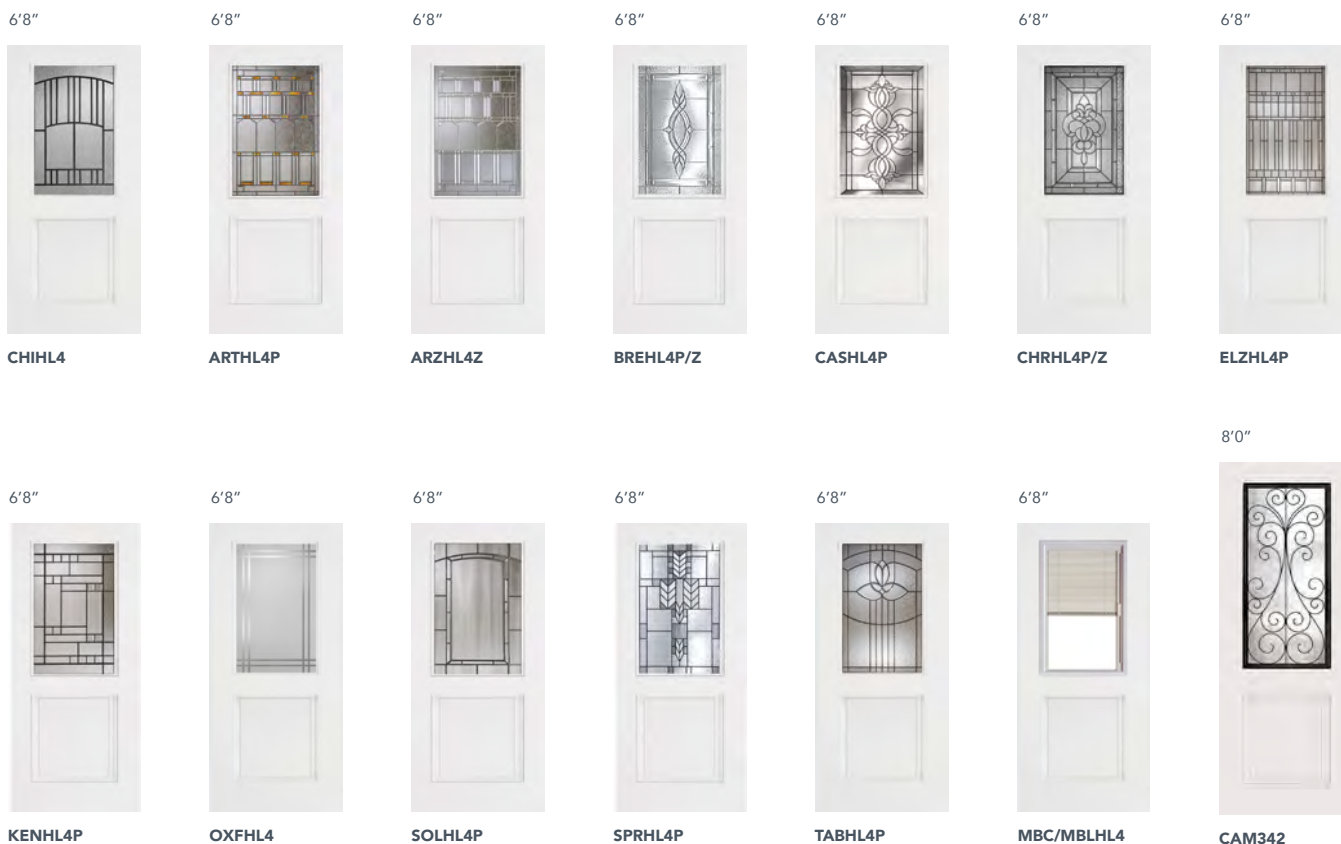 6’8”
6’8”
6’8”
6’8”
6’8”
6’8”
6’8”
CHIHL4
ARTHL4P
ARZHL4Z
BREHL4P/Z
CASHL4P
CHRHL4P/Z
ELZHL4P
8’0”
6’8”
6’8”
6’8”
6’8”
6’8”
6’8”
KENHL4P
OXFHL4
SOLHL4P
SPRHL4P
TABHL4P
MBC/MBLHL4
CAM342